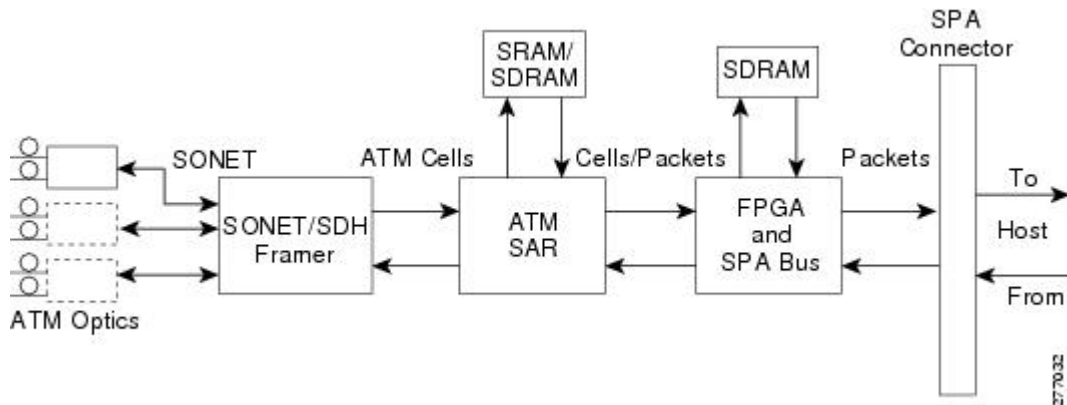 SPA
Connector
SRAM/
SDRAM
SDRAM
SONET
ATM Cells
Cells/Packets
Packets
To
SONET/SDH
Framer
ATM
SAR
FPGA
and
SPA Bus
Host
From
ATM Optics
277032